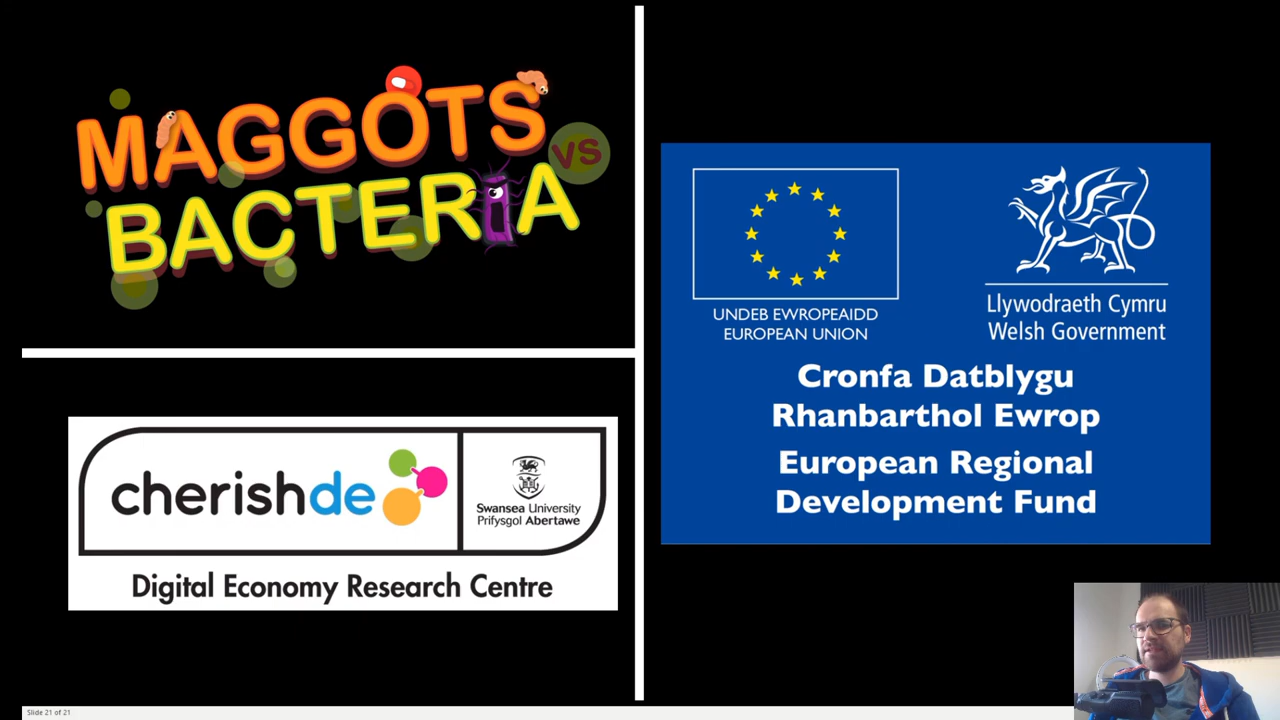 MAGGOTS
VS
BACTERIA
cherishde
Swansea University
Prifysgol Abertawe
Digital Economy Research Centre
UNDEB EWROPEAIDD
EUROPEAN UNION
Llywodraeth Cymru
Welsh Government
Cronfa Datblygu
Rhanbarthol Ewrop
European Regional
Development Fund
Slide 21 of 21